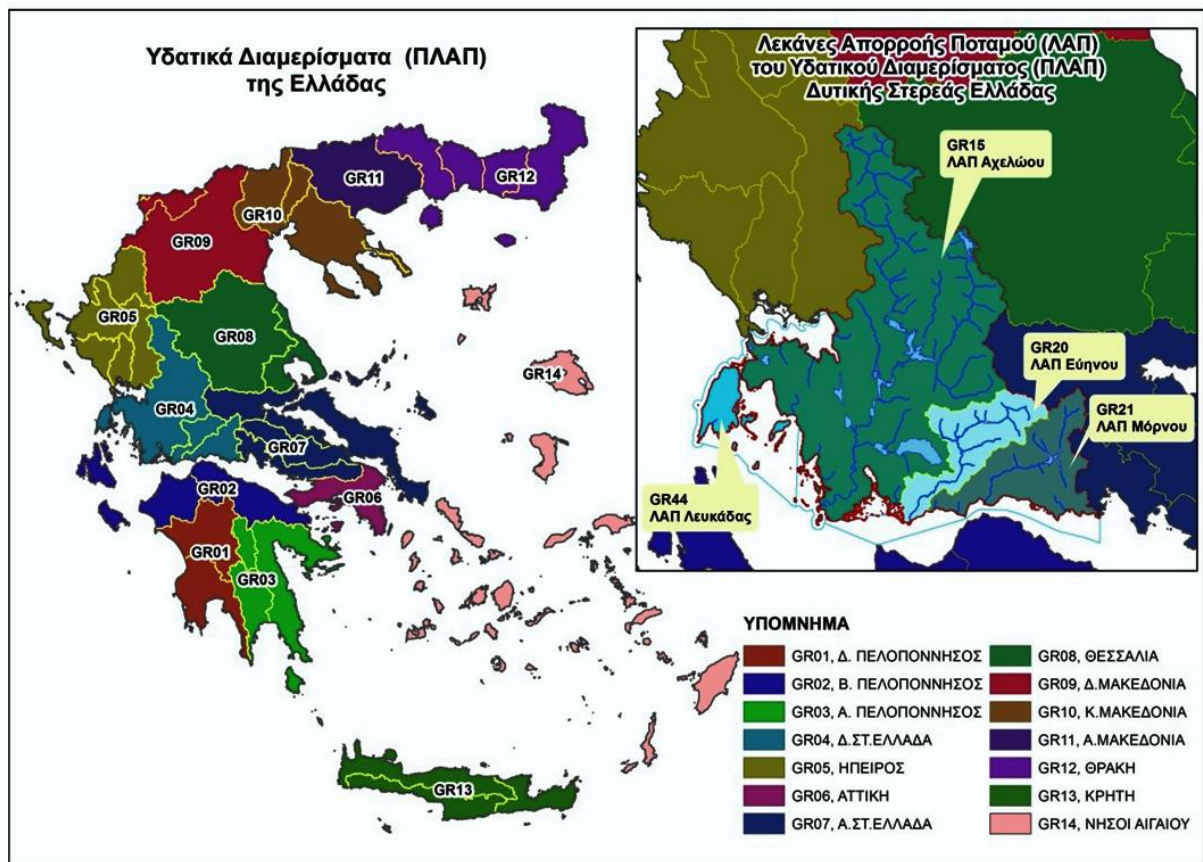 Υδατικά Διαμερίσματα (ΠΛΑΠ)
της Ελλάδας
GR11
GR12
GR10
GR09
GR05
GR08
GR14
GR04
GR07
GR02
GR06
GR01
GR03
GR13
Λεκάνες Απορροής Ποταμού (ΛΑΠ)
του Υδατικού Διαμερίσματος (ΠΛΑΠ)
Δυτικής Στερεάς Ελλάδας
GR15
ΛΑΠ Αχελώου
GR20
ΛΑΠ Εύηνου
GR21
ΛΑΠ Μόρνου
GR44
ΛΑΠ Λευκάδας
ΥΠΟΜΝΗΜΑ
GR01, Δ. ΠΕΛΟΠΟΝΝΗΣΟΣ
GR02, Β. ΠΕΛΟΠΟΝΝΗΣΟΣ
GR03, Α. ΠΕΛΟΠΟΝΝΗΣΟΣ
GR04, Δ.ΣΤ.ΕΛΛΑΔΑ
GR05, ΗΠΕΙΡΟΣ
GR06, ΑΤΤΙΚΗ
GR07, Α.ΣΤ.ΕΛΛΑΔΑ
GR08, ΘΕΣΣΑΛΙΑ
GR09, Δ.ΜΑΚΕΔΟΝΙΑ
GR10, Κ.ΜΑΚΕΔΟΝΙΑ
GR11, Α.ΜΑΚΕΔΟΝΙΑ
GR12, ΘΡΑΚΗ
GR13, ΚΡΗΤΗ
GR14, ΝΗΣΟΙ ΑΙΓΑΙΟΥ